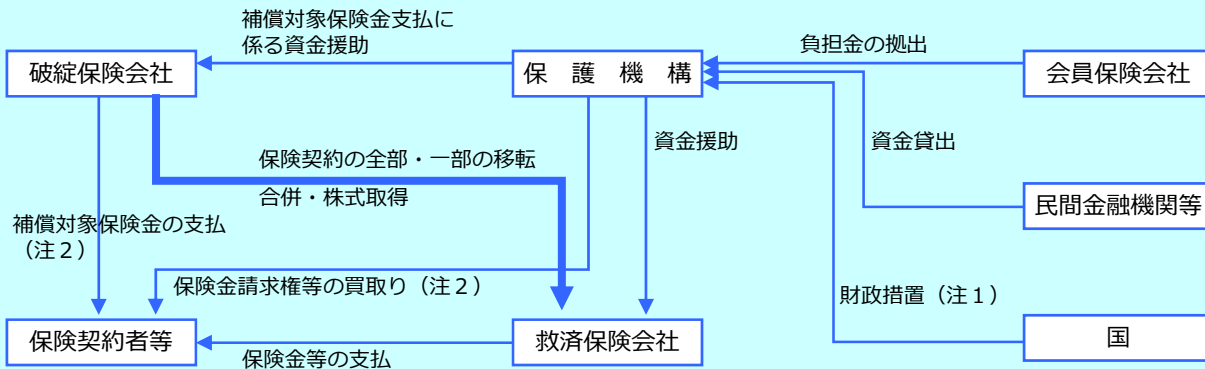 補償対象保険金支払に
係る資金援助
負担金の拠出
破綻保険会社
保護機構
会員保険会社
資金援助
資金貸出
保険契約の全部・一部の移転
合併・株式取得
民間金融機関等
補償対象保険金の支払
(注2)
保険金請求権等の買取り(注2)
財政措置(注1)
保険契約者等
救済保険会社
国
保険金等の支払